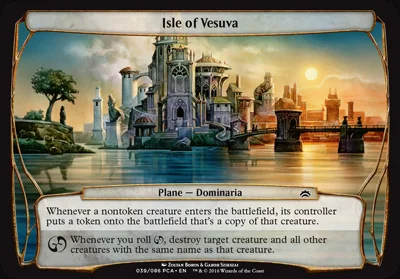 Isle of Vesuva
Plane — Dominaria
Whenever a nontoken creature enters the battlefield, its controller
puts a token onto the battlefield that's a copy of that creature.
Whenever you roll , destroy target creature and all other
creatures with the same name as that creature.
Zoltan Boros & Gabor Szikszai
039/086 PCA • EN ™ & © 2016 Wizards of the Coast